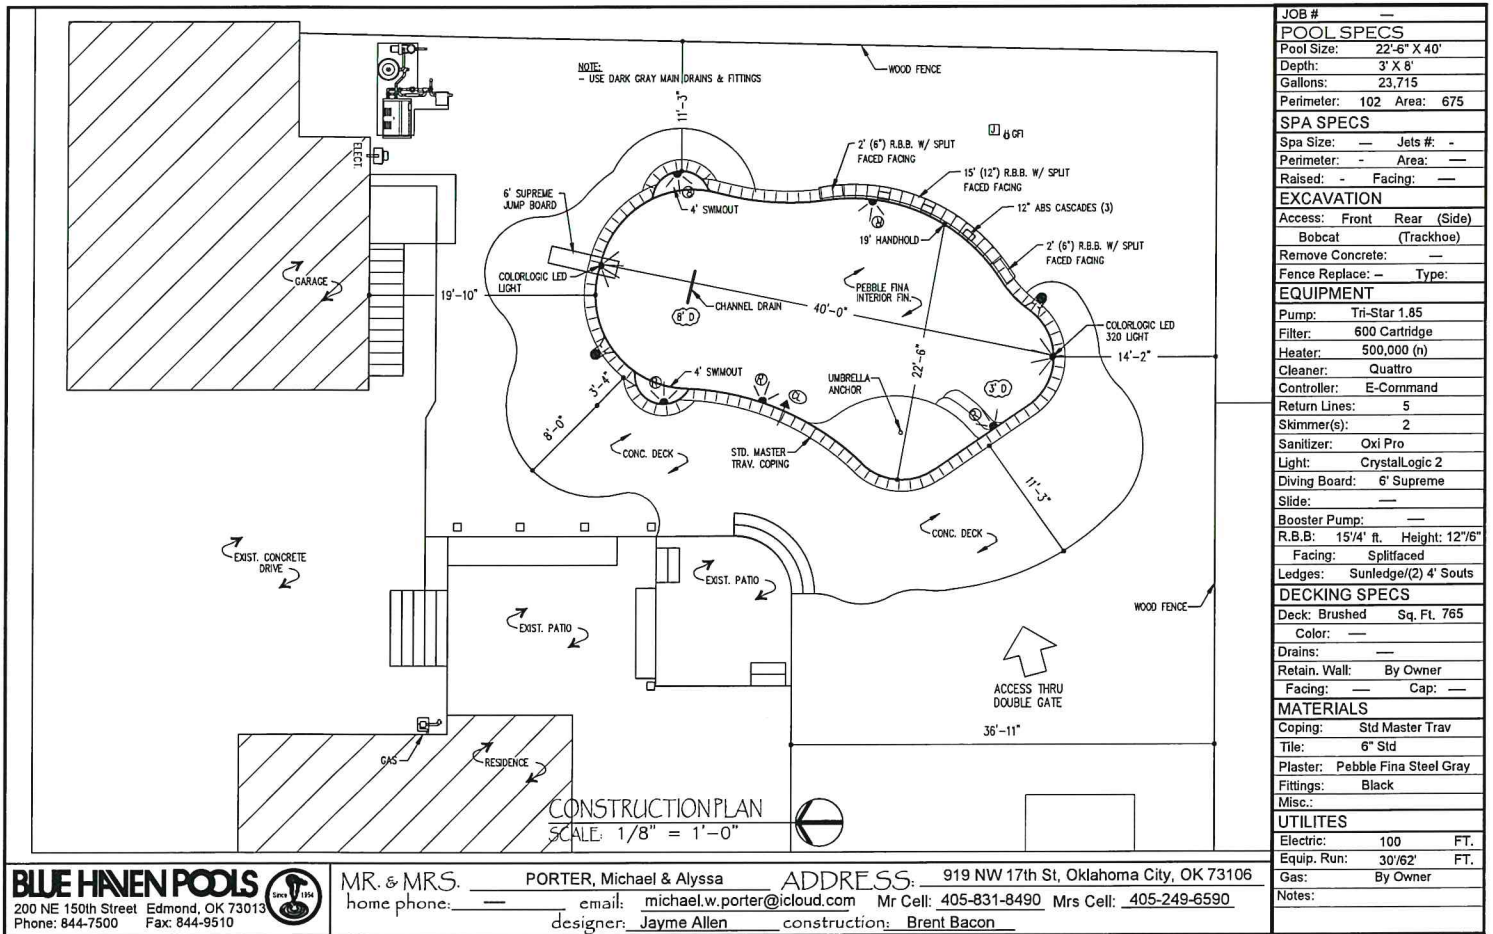 NOTE:
- USE DARK GRAY MAIN DRAINS & FITTINGS
WOOD FENCE
11'-3"
J GFI
ELECT.
2' (6") R.B.B. W/ SPLIT
FACED FACING
15' (12") R.B.B. W/ SPLIT
FACED FACING
6' SUPREME
JUMP BOARD
4' SWIMOUT
12" ABS CASCADES (3)
19' HANDHOLD
2' (6") R.B.B. W/ SPLIT
FACED FACING
GARAGE
COLORLOGIC LED
LIGHT
19'-10"
CHANNEL DRAIN
8' D
PEBBLE FINA
INTERIOR FIN.
40'-0"
COLORLOGIC LED
320 LIGHT
14'-2"
22'-6"
4' SWIMOUT
3'-4"
UMBRELLA
ANCHOR
3' D
8'-0"
CONC. DECK
STD. MASTER
TRAV. COPING
11'-3"
CONC. DECK
EXIST. CONCRETE
DRIVE
EXIST. PATIO
EXIST. PATIO
WOOD FENCE
ACCESS THRU
DOUBLE GATE
36'-11"
GAS
RESIDENCE
CONSTRUCTION PLAN
SCALE: 1/8" = 1'-0"
JOB # —
POOL SPECS
Pool Size: 22'-6" X 40'
Depth: 3' X 8'
Gallons: 23,715
Perimeter: 102 Area: 675
SPA SPECS
Spa Size: — Jets #: -
Perimeter: - Area: —
Raised: - Facing: —
EXCAVATION
Access: Front Rear (Side)
Bobcat (Trackhoe)
Remove Concrete: —
Fence Replace: – Type:
EQUIPMENT
Pump: Tri-Star 1.85
Filter: 600 Cartridge
Heater: 500,000 (n)
Cleaner: Quattro
Controller: E-Command
Return Lines: 5
Skimmer(s): 2
Sanitizer: Oxi Pro
Light: CrystalLogic 2
Diving Board: 6' Supreme
Slide: —
Booster Pump: —
R.B.B: 15'/4' ft. Height: 12"/6"
Facing: Splitfaced
Ledges: Sunledge/(2) 4' Souts
DECKING SPECS
Deck: Brushed Sq. Ft. 765
Color: —
Drains: —
Retain. Wall: By Owner
Facing: — Cap: —
MATERIALS
Coping: Std Master Trav
Tile: 6" Std
Plaster: Pebble Fina Steel Gray
Fittings: Black
Misc.:
UTILITES
Electric: 100 FT.
Equip. Run: 30'/62' FT.
Gas: By Owner
Notes:
BLUE HAVEN POOLS
Since 1954
200 NE 150th Street Edmond, OK 73013
Phone: 844-7500 Fax: 844-9510
MR. & MRS. PORTER, Michael & Alyssa ADDRESS: 919 NW 17th St, Oklahoma City, OK 73106
home phone: — email: michael.w.porter@icloud.com Mr Cell: 405-831-8490 Mrs Cell: 405-249-6590
designer: Jayme Allen construction: Brent Bacon